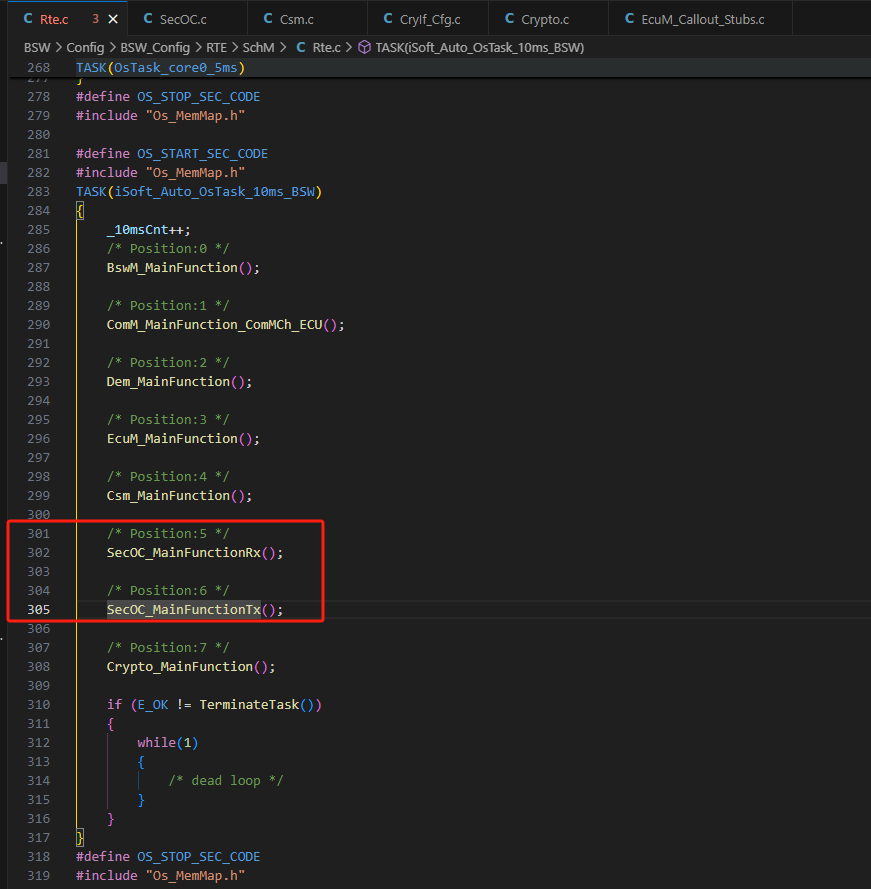 Rte.c 3 SecOC.c Csm.c CryIf_Cfg.c Crypto.c EcuM_Callout_Stubs.c
BSW > Config > BSW_Config > RTE > SchM > C Rte.c > TASK(iSoft_Auto_OsTask_10ms_BSW)
268 TASK(OsTask_core0_5ms)
277 }
278 #define OS_STOP_SEC_CODE
279 #include "Os_MemMap.h"
280
281 #define OS_START_SEC_CODE
282 #include "Os_MemMap.h"
283 TASK(iSoft_Auto_OsTask_10ms_BSW)
284 {
285 _10msCnt++;
286 /* Position:0 */
287 BswM_MainFunction();
288
289 /* Position:1 */
290 ComM_MainFunction_ComMCh_ECU();
291
292 /* Position:2 */
293 Dem_MainFunction();
294
295 /* Position:3 */
296 EcuM_MainFunction();
297
298 /* Position:4 */
299 Csm_MainFunction();
300
301 /* Position:5 */
302 SecOC_MainFunctionRx();
303
304 /* Position:6 */
305 SecOC_MainFunctionTx();
306
307 /* Position:7 */
308 Crypto_MainFunction();
309
310 if (E_OK != TerminateTask())
311 {
312 while(1)
313 {
314 /* dead loop */
315 }
316 }
317 }
318 #define OS_STOP_SEC_CODE
319 #include "Os_MemMap.h"